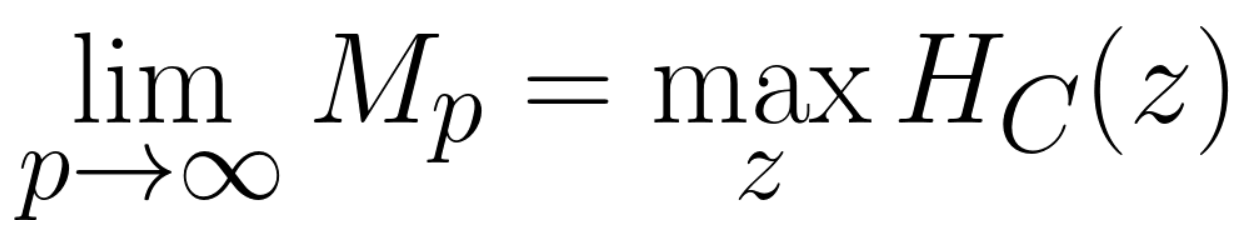 lim_{p→∞} M_p = max_z H_C(z)